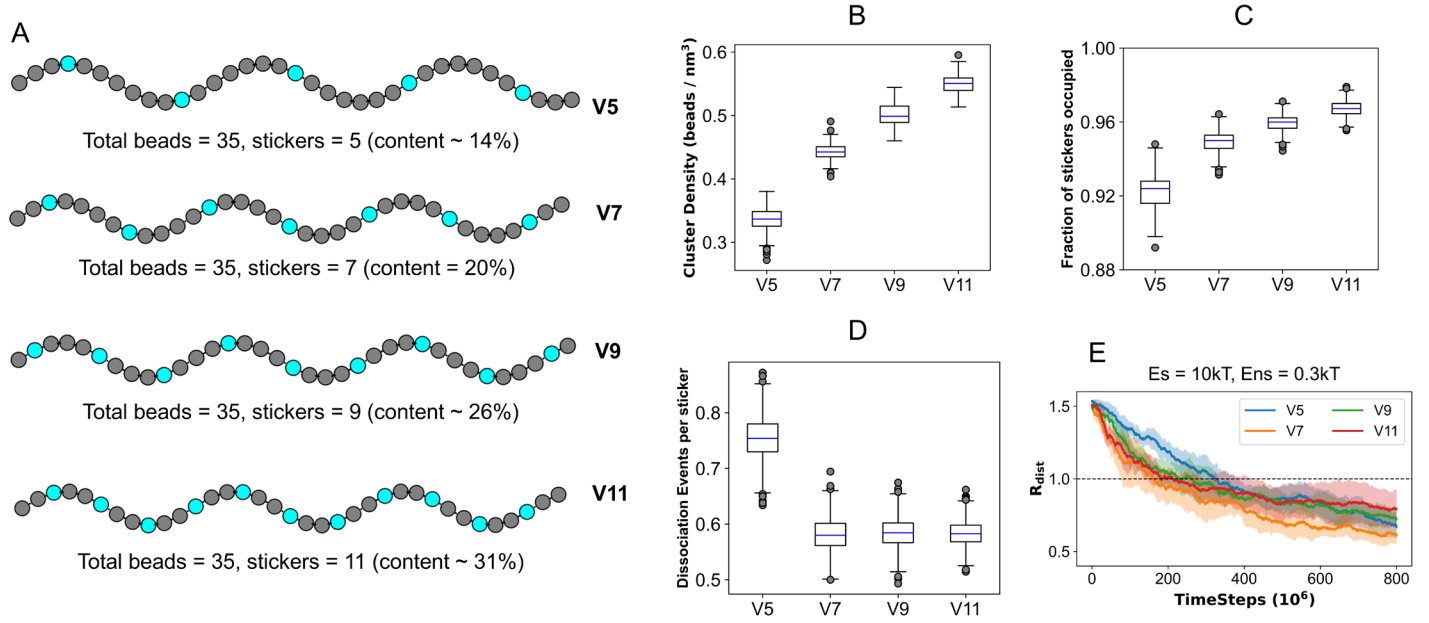 A
V5
Total beads = 35, stickers = 5 (content ~ 14%)
V7
Total beads = 35, stickers = 7 (content = 20%)
V9
Total beads = 35, stickers = 9 (content ~ 26%)
V11
Total beads = 35, stickers = 11 (content ~ 31%)
B
Cluster Density (beads / nm³)
0.6
0.5
0.4
0.3
V5 V7 V9 V11
C
Fraction of stickers occupied
1.00
0.96
0.92
0.88
V5 V7 V9 V11
D
Dissociation Events per sticker
0.8
0.7
0.6
0.5
V5 V7 V9 V11
E
Es = 10kT, Ens = 0.3kT
R_dist
1.5
1.0
0.5
V5 V9
V7 V11
0 200 400 600 800
TimeSteps (10⁶)